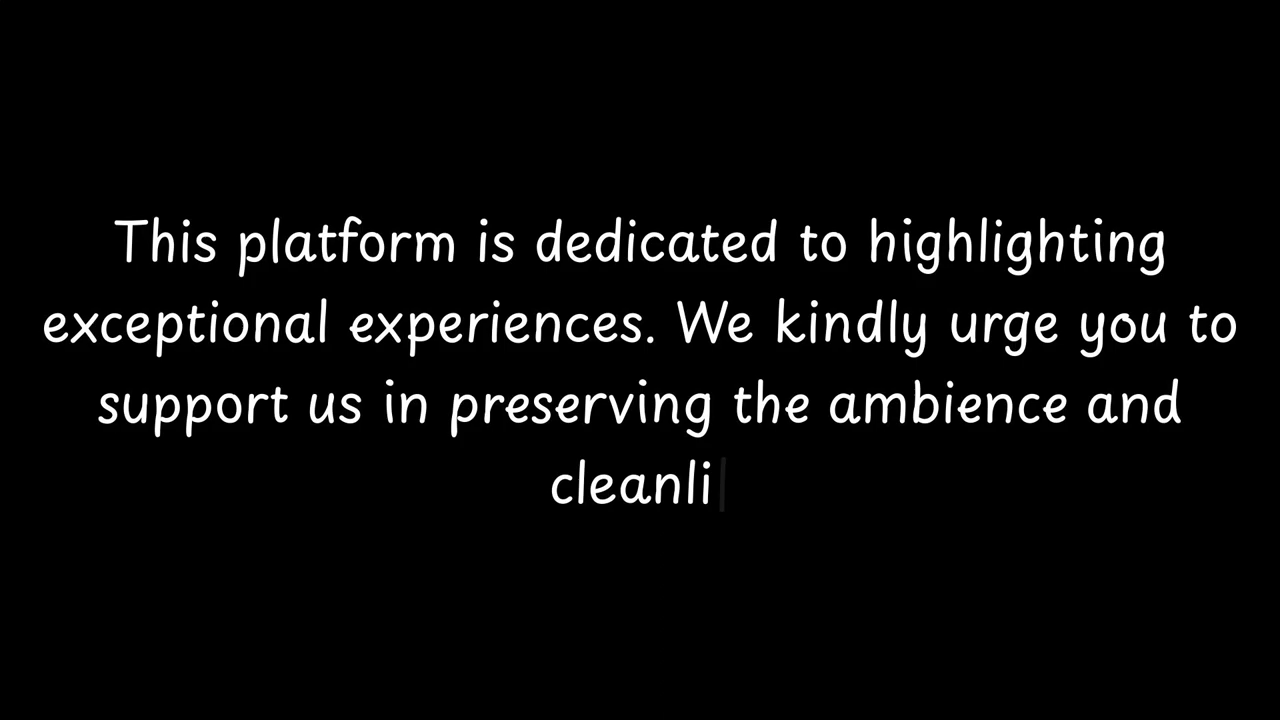 This platform is dedicated to highlighting
exceptional experiences. We kindly urge you to
support us in preserving the ambience and
cleanli